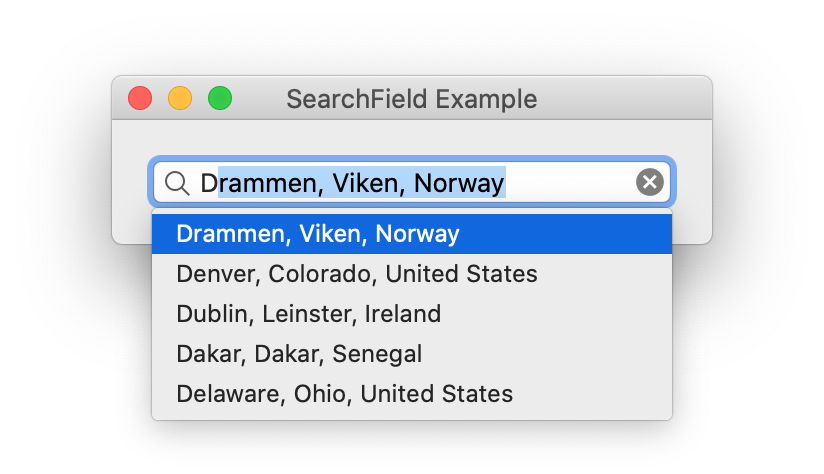 SearchField Example
Drammen, Viken, Norway
Drammen, Viken, Norway
Denver, Colorado, United States
Dublin, Leinster, Ireland
Dakar, Dakar, Senegal
Delaware, Ohio, United States